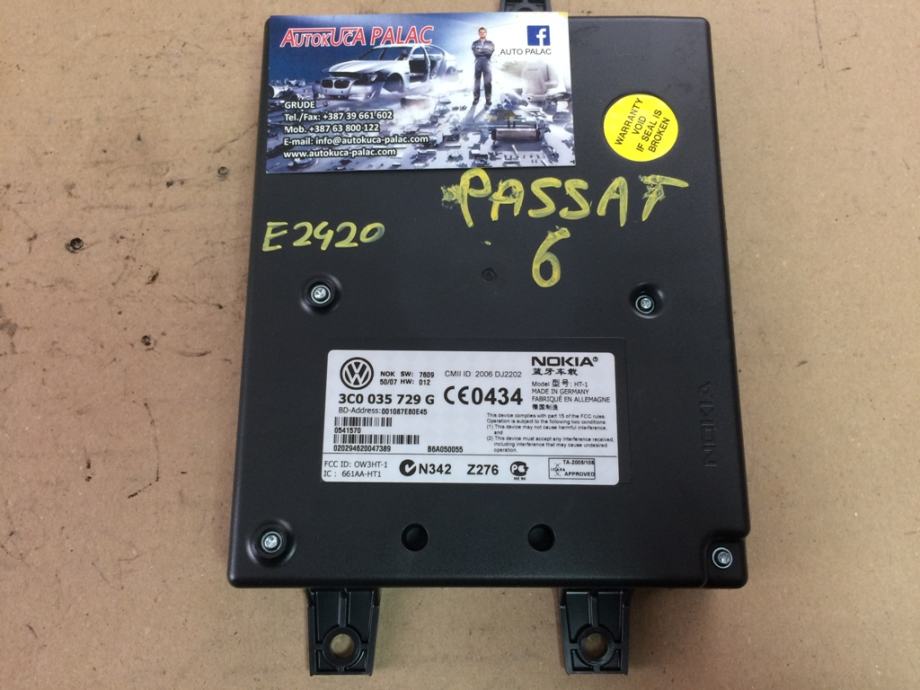 AUTOKUĆA PALAC
f
AUTO PALAC
GRUDE
Tel./Fax: +387 39 661 602
Mob. +387 63 800 122
E-mail: info@autokuca-palac.com
www.autokuca-palac.com
WARRANTY
VOID
IF SEAL IS
BROKEN
PASSAT
6
E2420
NOK SW: 7609
50/07 HW: 012
CMII ID: 2006 DJ2202
NOKIA®
蓝牙车载
Model 型号: HT-1
MADE IN GERMANY
FABRIQUÉ EN ALLEMAGNE
德国制造
3C0 035 729 G
CE0434
BD-Address: 001087E80E45
0541570
020294620047389
B6A050055
This device complies with part 15 of the FCC rules.
Operation is subject to the following conditions:
(1) This device may not cause harmful interference
and
(2) This device must accept any interference received,
including interference that may cause undesired
operation.
FCC ID: OW3HT-1
IC : 661AA-HT1
N342
Z276
TA-2006/108
APPROVED
NOKIA